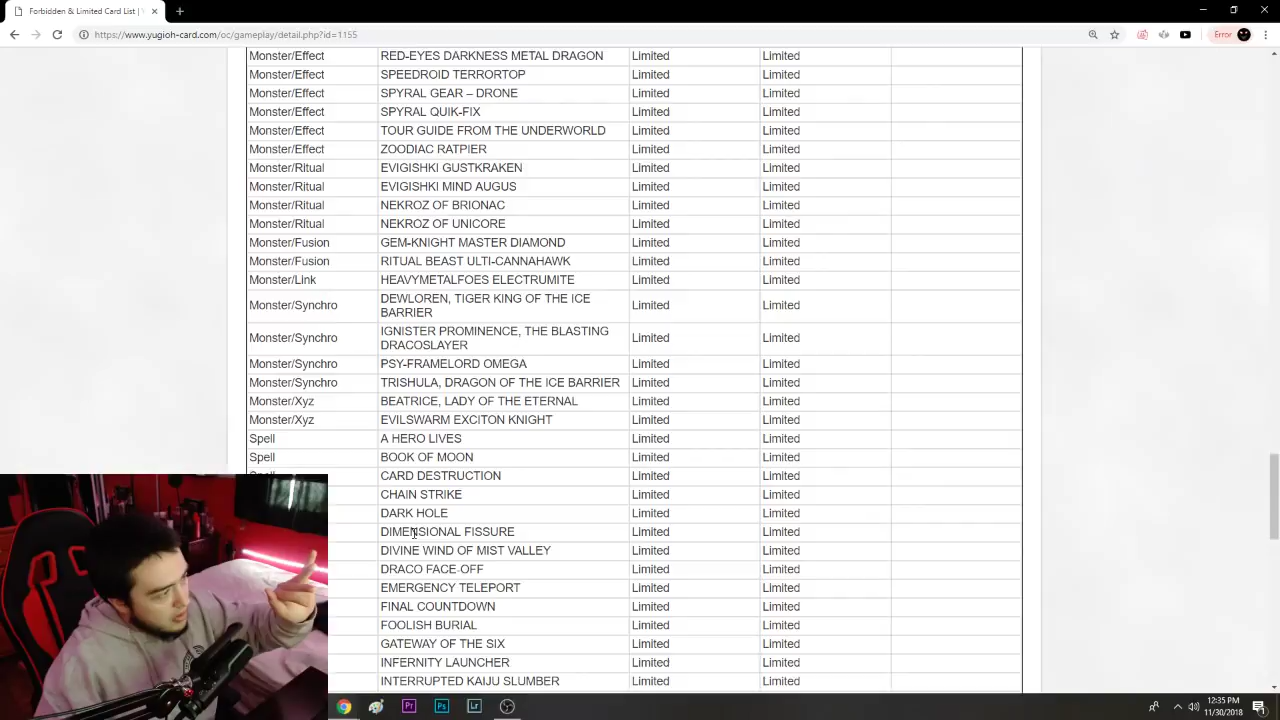 Forbidden & Limited Card List | Y
https://www.yugioh-card.com/oc/gameplay/detail.php?id=1155
Error
Monster/Effect RED-EYES DARKNESS METAL DRAGON Limited Limited
Monster/Effect SPEEDROID TERRORTOP Limited Limited
Monster/Effect SPYRAL GEAR – DRONE Limited Limited
Monster/Effect SPYRAL QUIK-FIX Limited Limited
Monster/Effect TOUR GUIDE FROM THE UNDERWORLD Limited Limited
Monster/Effect ZOODIAC RATPIER Limited Limited
Monster/Ritual EVIGISHKI GUSTKRAKEN Limited Limited
Monster/Ritual EVIGISHKI MIND AUGUS Limited Limited
Monster/Ritual NEKROZ OF BRIONAC Limited Limited
Monster/Ritual NEKROZ OF UNICORE Limited Limited
Monster/Fusion GEM-KNIGHT MASTER DIAMOND Limited Limited
Monster/Fusion RITUAL BEAST ULTI-CANNAHAWK Limited Limited
Monster/Link HEAVYMETALFOES ELECTRUMITE Limited Limited
Monster/Synchro DEWLOREN, TIGER KING OF THE ICE
BARRIER Limited Limited
Monster/Synchro IGNISTER PROMINENCE, THE BLASTING
DRACOSLAYER Limited Limited
Monster/Synchro PSY-FRAMELORD OMEGA Limited Limited
Monster/Synchro TRISHULA, DRAGON OF THE ICE BARRIER Limited Limited
Monster/Xyz BEATRICE, LADY OF THE ETERNAL Limited Limited
Monster/Xyz EVILSWARM EXCITON KNIGHT Limited Limited
Spell A HERO LIVES Limited Limited
Spell BOOK OF MOON Limited Limited
CARD DESTRUCTION Limited Limited
CHAIN STRIKE Limited Limited
DARK HOLE Limited Limited
DIMENSIONAL FISSURE Limited Limited
DIVINE WIND OF MIST VALLEY Limited Limited
DRACO FACE-OFF Limited Limited
EMERGENCY TELEPORT Limited Limited
FINAL COUNTDOWN Limited Limited
FOOLISH BURIAL Limited Limited
GATEWAY OF THE SIX Limited Limited
INFERNITY LAUNCHER Limited Limited
INTERRUPTED KAIJU SLUMBER Limited Limited
Pr
Ps
Lr
12:35 PM
11/30/2018